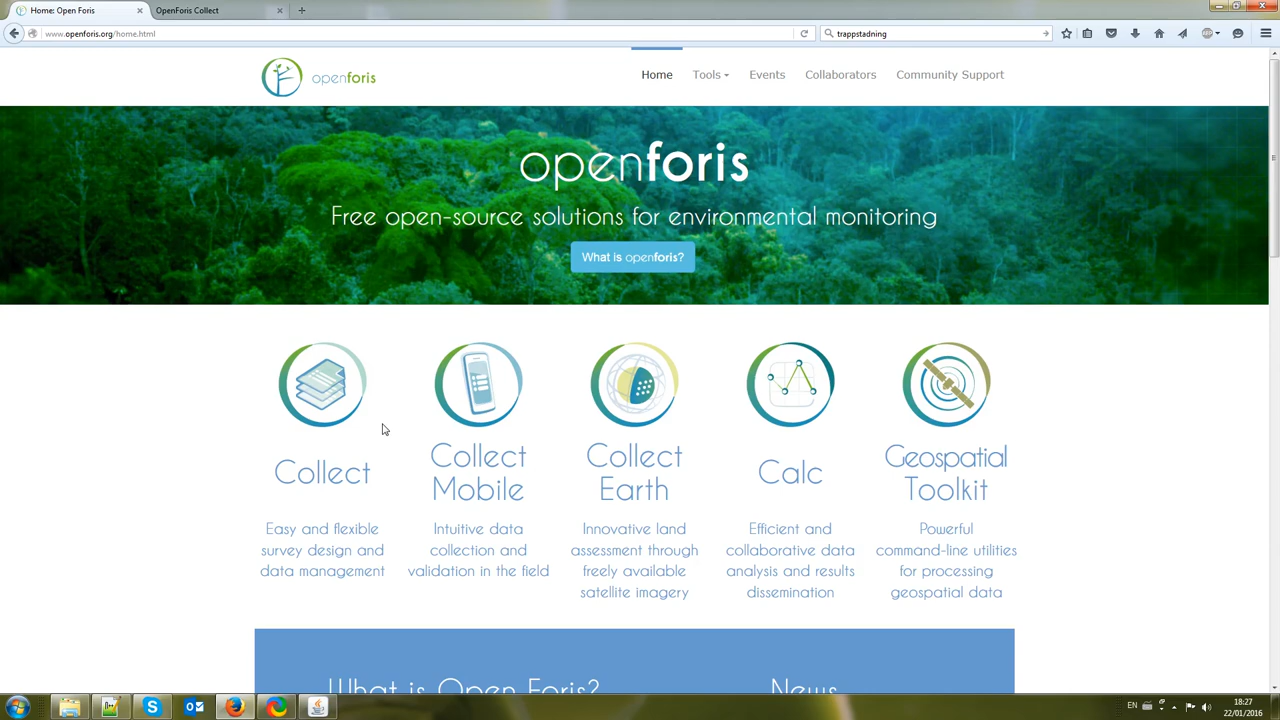 Home: Open Foris
OpenForis Collect
www.openforis.org/home.html
trappstadning
openforis
Home
Tools
Events
Collaborators
Community Support
openforis
Free open-source solutions for environmental monitoring
What is openforis?
Collect
Easy and flexible
survey design and
data management
Collect
Mobile
Intuitive data
collection and
validation in the field
Collect
Earth
Innovative land
assessment through
freely available
satellite imagery
Calc
Efficient and
collaborative data
analysis and results
dissemination
Geospatial
Toolkit
Powerful
command-line utilities
for processing
geospatial data
What is Open Foris?
News
EN
18:27
22/01/2016